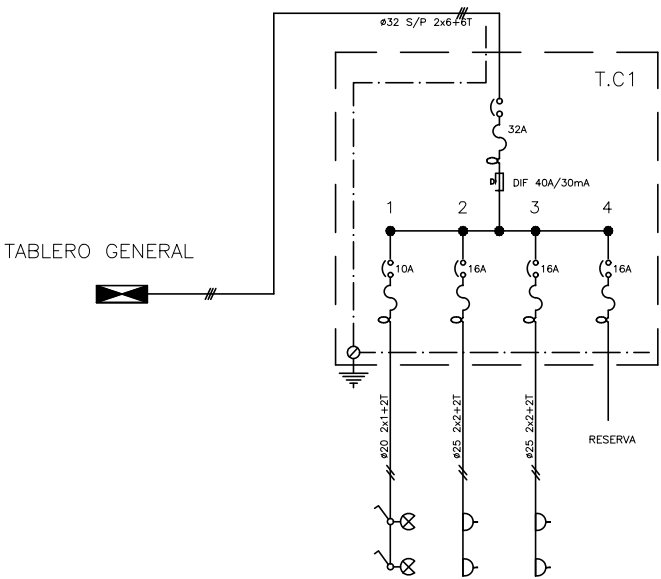 ø32 S/P 2x6+6T
T.C1
32A
D
DIF 40A/30mA
1 2 3 4
TABLERO GENERAL
10A 16A 16A 16A
ø20 2x1+2T
ø25 2x2+2T
ø25 2x2+2T
RESERVA